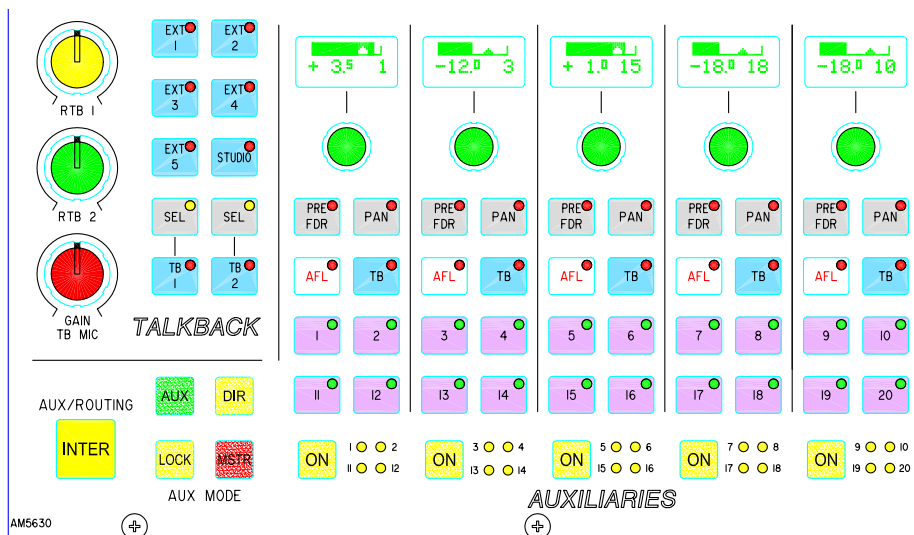 EXT 1
EXT 2
EXT 3
EXT 4
EXT 5
STUDIO
SEL
SEL
TB 1
TB 2
RTB 1
RTB 2
GAIN
TB MIC
TALKBACK
+ 3.5 1
-12.0 3
+ 1.0 15
-18.0 18
-18.0 10
PRE FDR PAN PRE FDR PAN PRE FDR PAN PRE FDR PAN PRE FDR PAN
AFL TB AFL TB AFL TB AFL TB AFL TB
1 2 3 4 5 6 7 8 9 10
11 12 13 14 15 16 17 18 19 20
AUX/ROUTING
INTER
AUX DIR
LOCK MSTR
AUX MODE
ON 1 2 11 12
ON 3 4 13 14
ON 5 6 15 16
ON 7 8 17 18
ON 9 10 19 20
AUXILIARIES
AM5630